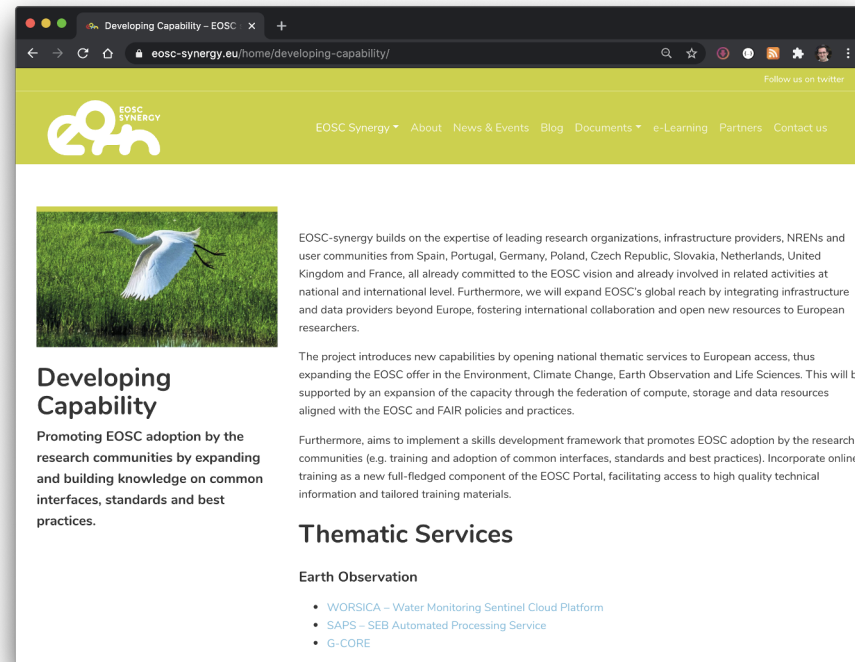 Developing Capability – EOSC
eosc-synergy.eu/home/developing-capability/
Follow us on twitter
EOSC
SYNERGY
EOSC Synergy About News & Events Blog Documents e-Learning Partners Contact us
Developing
Capability
Promoting EOSC adoption by the
research communities by expanding
and building knowledge on common
interfaces, standards and best
practices.
EOSC-synergy builds on the expertise of leading research organizations, infrastructure providers, NRENs and
user communities from Spain, Portugal, Germany, Poland, Czech Republic, Slovakia, Netherlands, United
Kingdom and France, all already committed to the EOSC vision and already involved in related activities at
national and international level. Furthermore, we will expand EOSC's global reach by integrating infrastructure
and data providers beyond Europe, fostering international collaboration and open new resources to European
researchers.
The project introduces new capabilities by opening national thematic services to European access, thus
expanding the EOSC offer in the Environment, Climate Change, Earth Observation and Life Sciences. This will
supported by an expansion of the capacity through the federation of compute, storage and data resources
aligned with the EOSC and FAIR policies and practices.
Furthermore, aims to implement a skills development framework that promotes EOSC adoption by the research
communities (e.g. training and adoption of common interfaces, standards and best practices). Incorporate online
training as a new full-fledged component of the EOSC Portal, facilitating access to high quality technical
information and tailored training materials.
Thematic Services
Earth Observation
• WORSICA – Water Monitoring Sentinel Cloud Platform
• SAPS – SEB Automated Processing Service
• G-CORE